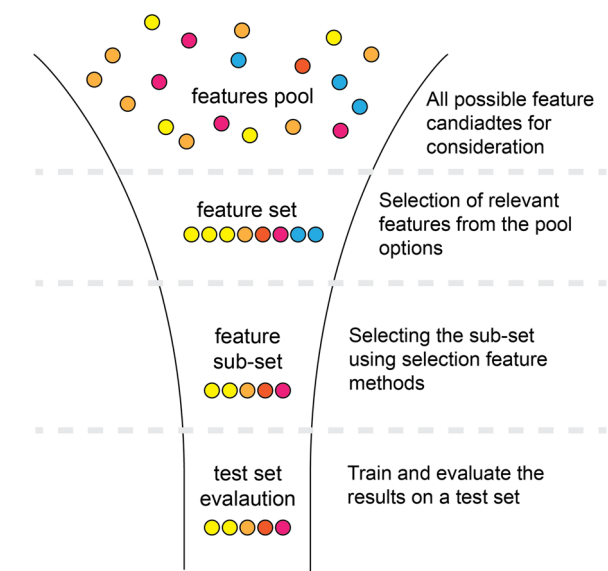 features pool
All possible feature
candiadtes for
consideration
feature set
Selection of relevant
features from the pool
options
feature
sub-set
Selecting the sub-set
using selection feature
methods
test set
evalaution
Train and evaluate the
results on a test set